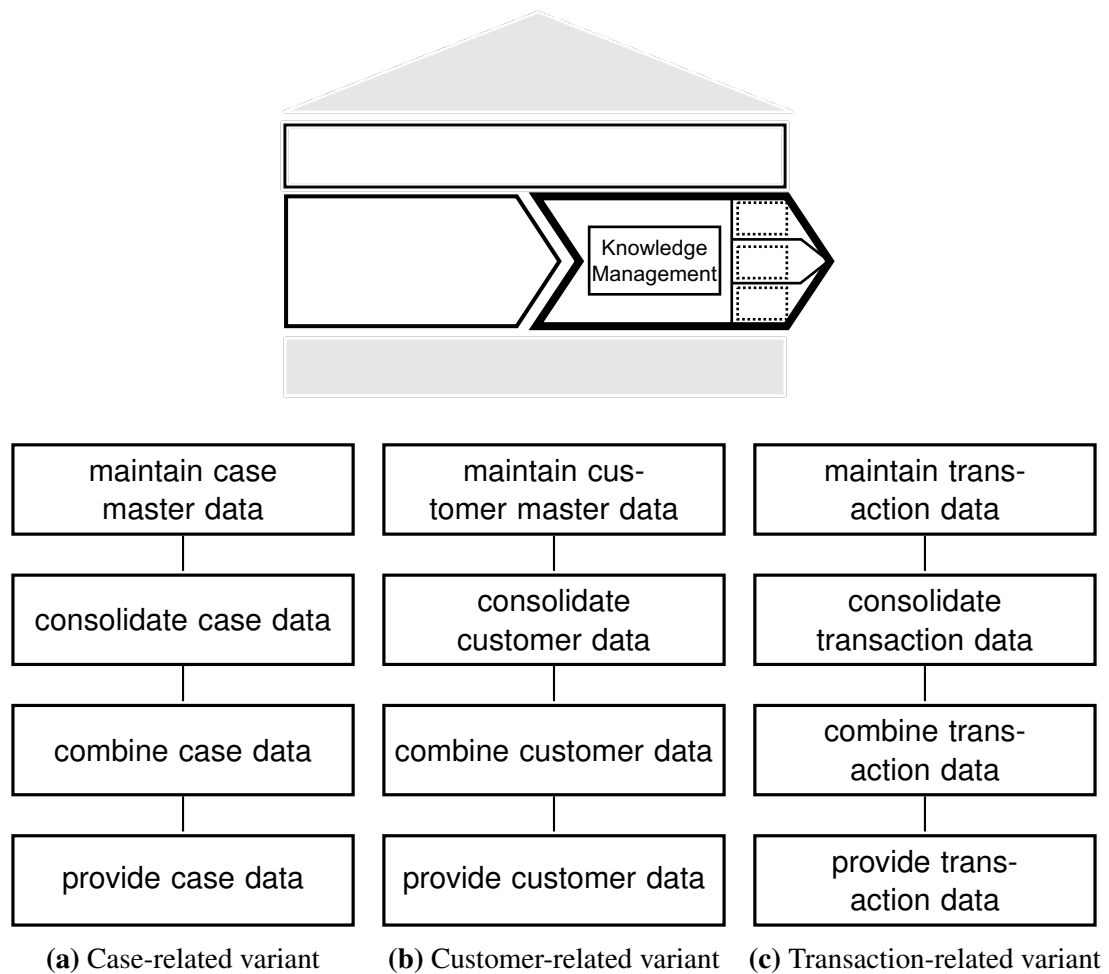 Knowledge
Management
maintain case
master data
consolidate case data
combine case data
provide case data
(a) Case-related variant
maintain cus-
tomer master data
consolidate
customer data
combine customer data
provide customer data
(b) Customer-related variant
maintain trans-
action data
consolidate
transaction data
combine trans-
action data
provide trans-
action data
(c) Transaction-related variant